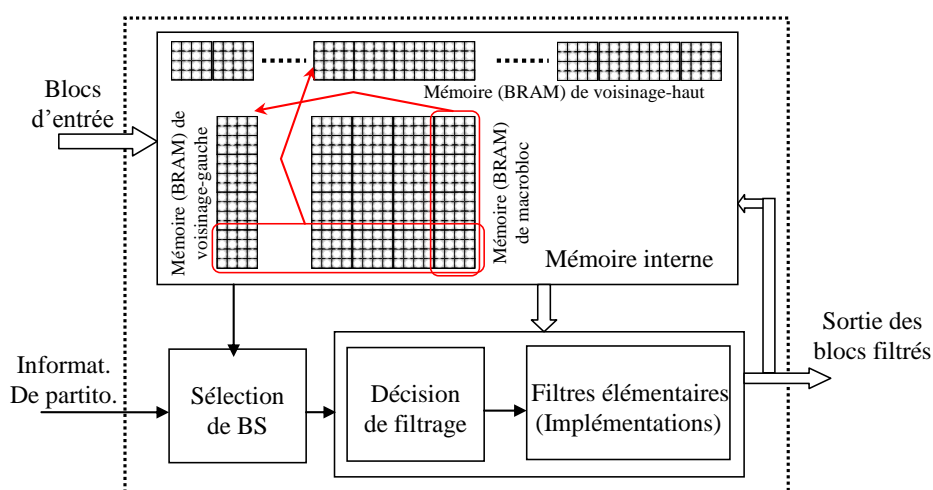 Mémoire (BRAM) de voisinage-haut
Blocs
d’entrée
Mémoire (BRAM) de
voisinage-gauche
Mémoire (BRAM)
de macrobloc
Mémoire interne
Sortie des
blocs filtrés
Informat.
De partito.
Sélection
de BS
Décision
de filtrage
Filtres élémentaires
(Implémentations)